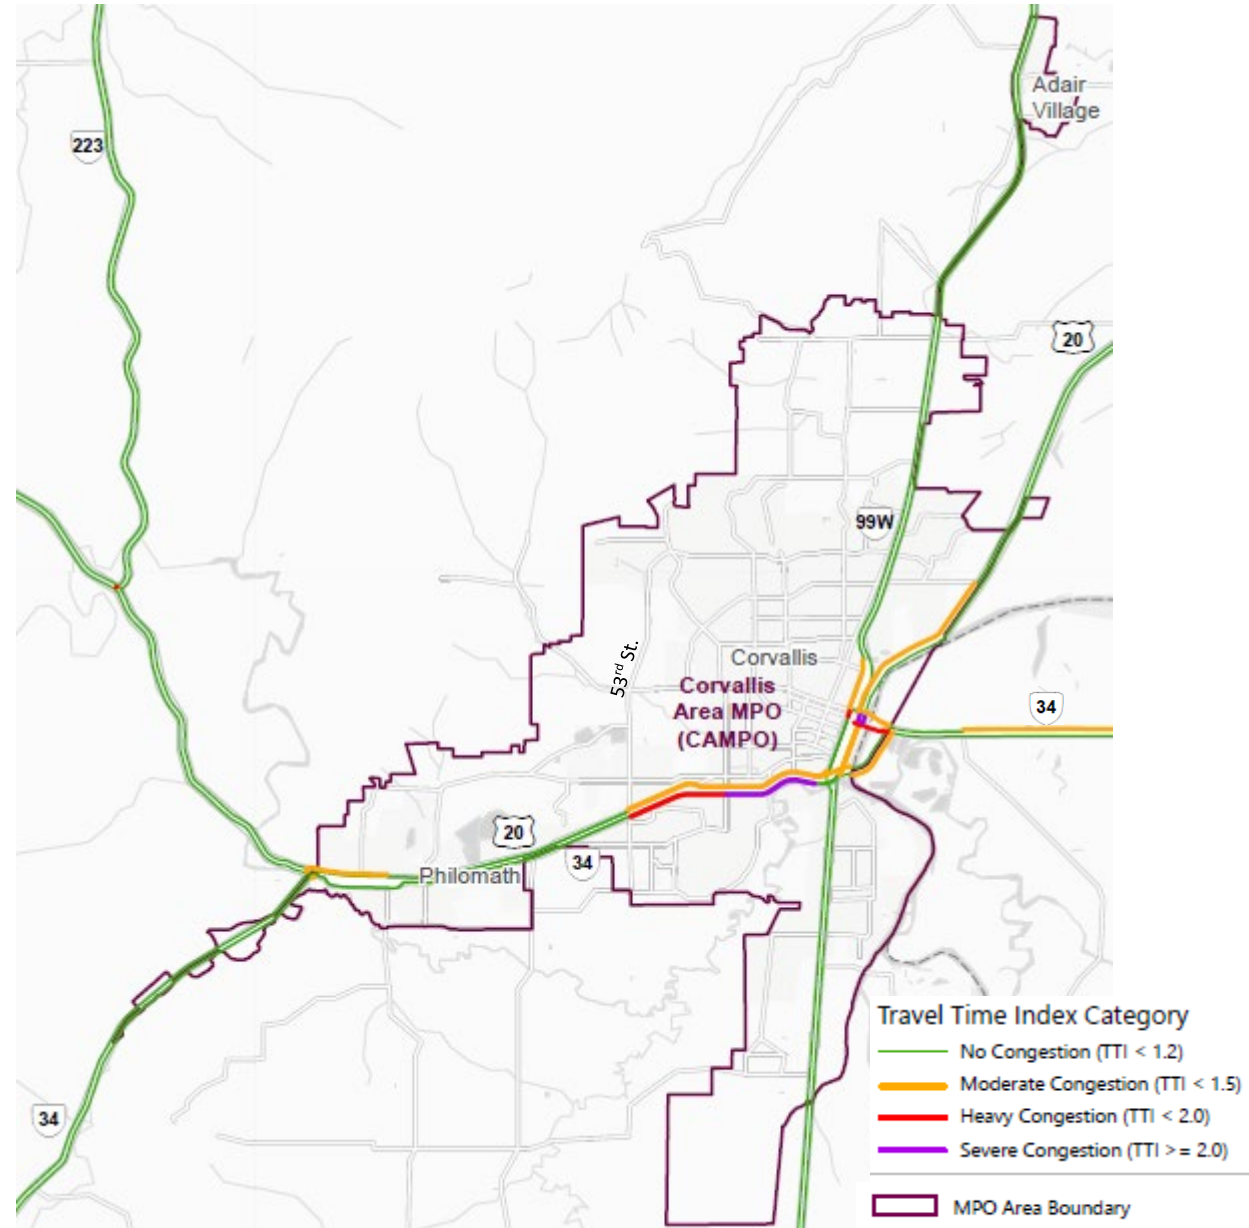 Adair
Village
223
20
99W
53rd St.
Corvallis
Corvallis
Area MPO
(CAMPO)
34
20
34
Philomath
34
Travel Time Index Category
No Congestion (TTI < 1.2)
Moderate Congestion (TTI < 1.5)
Heavy Congestion (TTI < 2.0)
Severe Congestion (TTI >= 2.0)
MPO Area Boundary